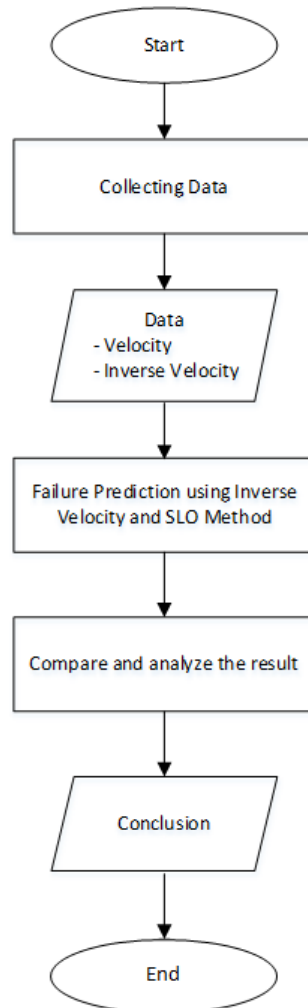 Start
Collecting Data
Data
- Velocity
- Inverse Velocity
Failure Prediction using Inverse
Velocity and SLO Method
Compare and analyze the result
Conclusion
End